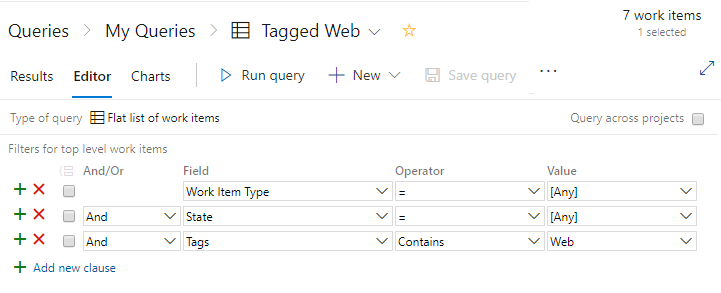 7 work items
Queries > My Queries > Tagged Web
1 selected
Results Editor Charts Run query New Save query ...
Type of query Flat list of work items Query across projects
Filters for top level work items
And/Or Field Operator Value
Work Item Type = [Any]
And State = [Any]
And Tags Contains Web
Add new clause